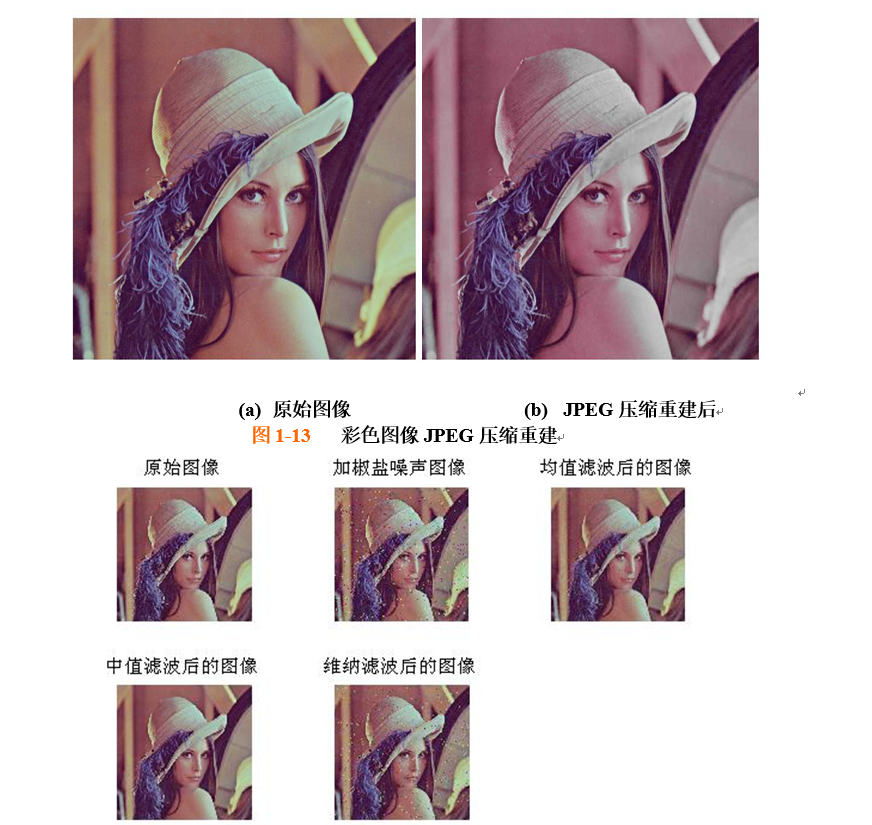 (a) 原始图像
(b) JPEG 压缩重建后
图 1-13 彩色图像 JPEG 压缩重建
原始图像
加椒盐噪声图像
均值滤波后的图像
中值滤波后的图像
维纳滤波后的图像